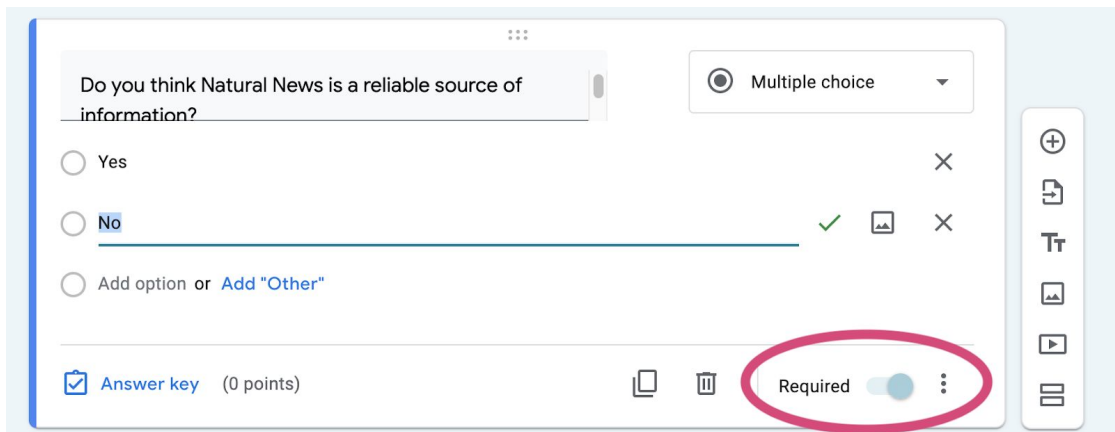 Do you think Natural News is a reliable source of
information?
Multiple choice
Yes
No
Add option or Add "Other"
Answer key (0 points)
Required
Tт